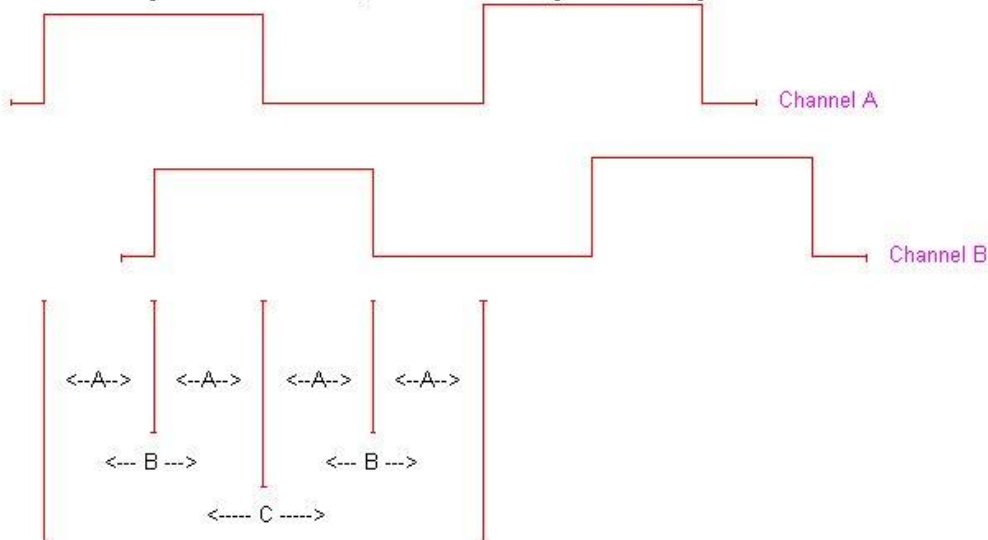 Channel A
Channel B
<--A--> <--A--> <--A--> <--A-->
<--- B ---> <--- B --->
<----- C ----->